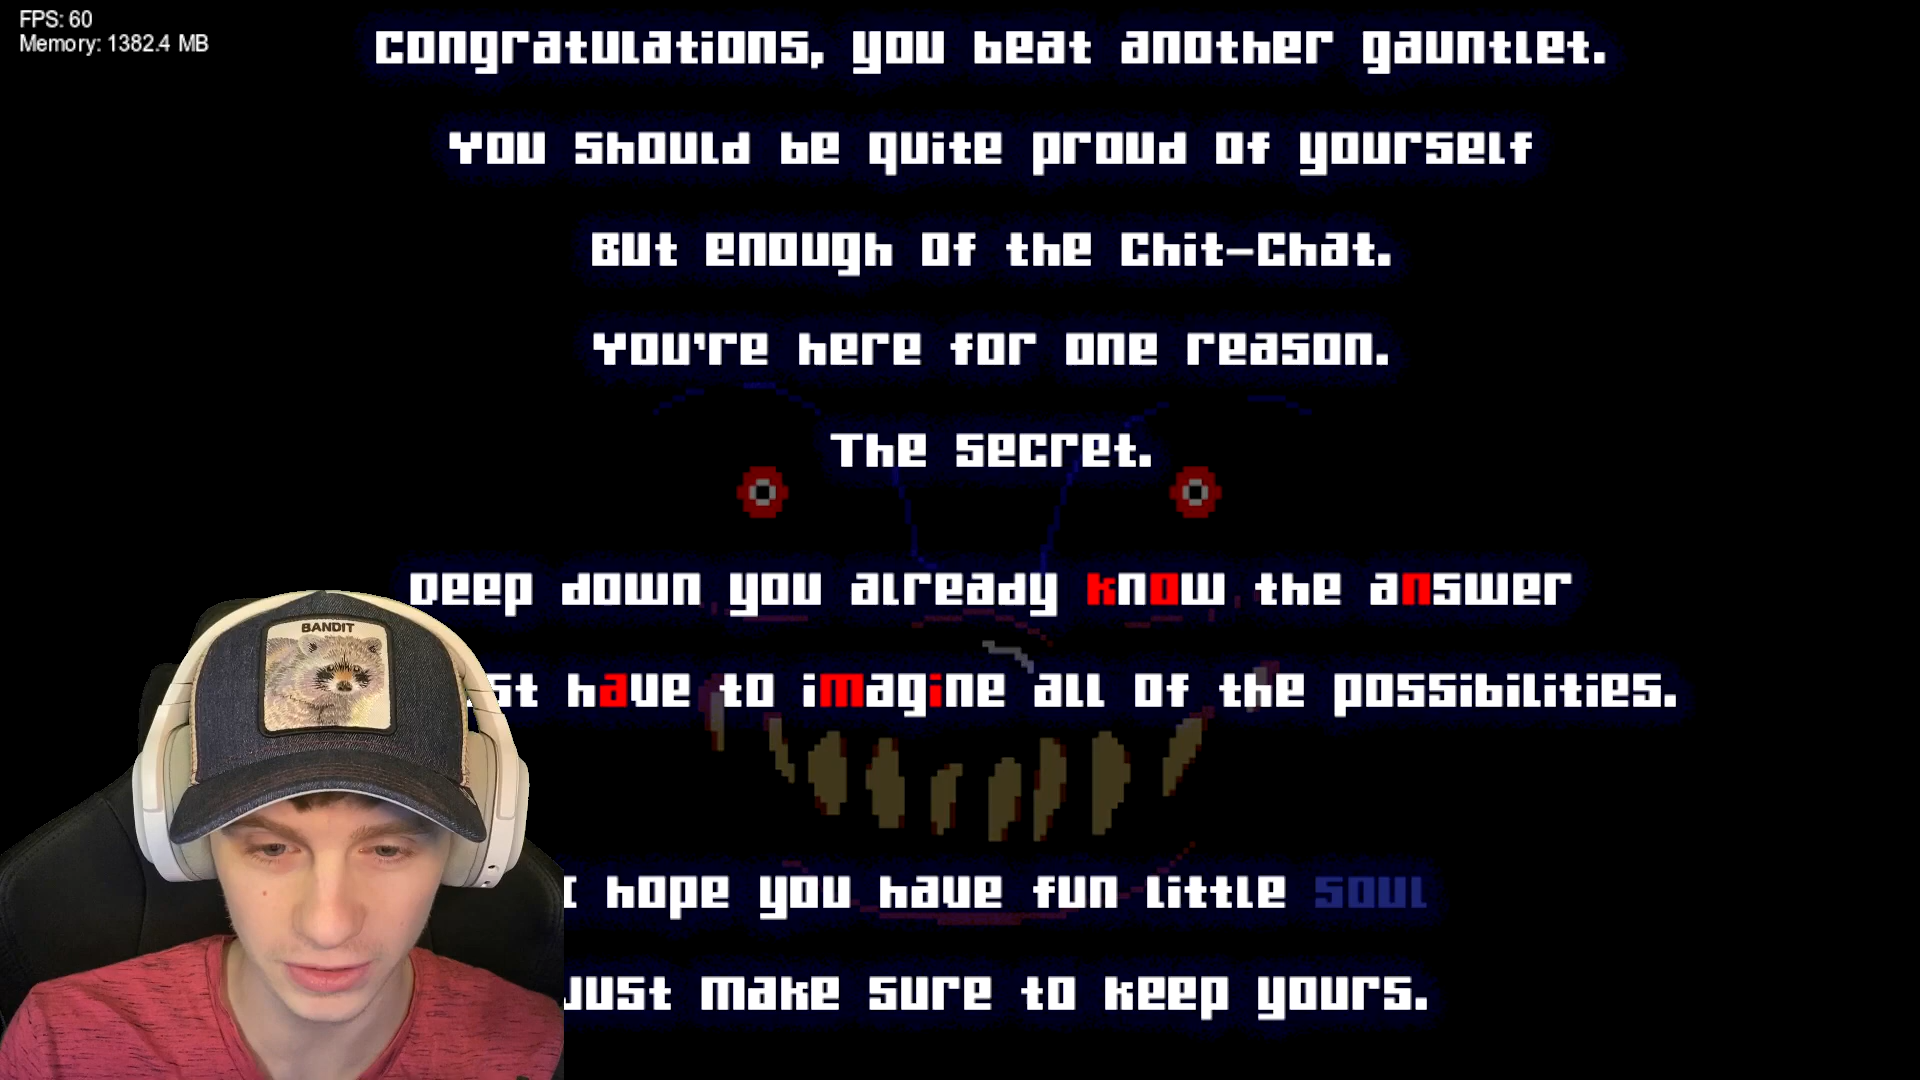 FPS: 60
Memory: 1382.4 MB
Congratulations, you beat another gauntlet.
You should be quite proud of yourself
But enough of the Chit-Chat.
You're here for one reason.
The secret.
Deep down you already know the answer
st have to imagine all of the possibilities.
I hope you have fun little soul
Just make sure to keep yours.
BANDIT